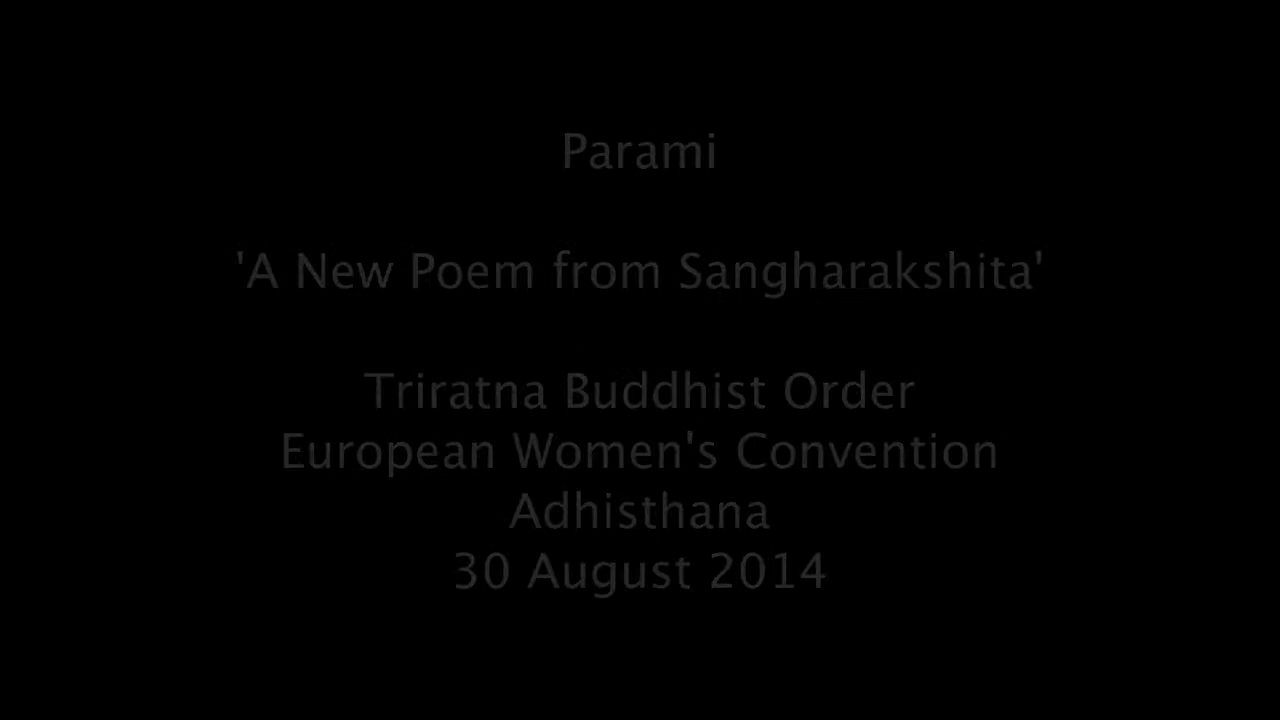 Parami
'A New Poem from Sangharakshita'
Triratna Buddhist Order
European Women's Convention
Adhisthana
30 August 2014